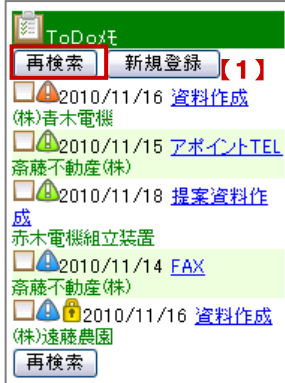 ToDoメモ
再検索 新規登録 【1】
2010/11/16 資料作成
(株)青木電機
2010/11/15 アポイントTEL
斎藤不動産(株)
2010/11/18 提案資料作
成
赤木電機組立装置
2010/11/14 FAX
斎藤不動産(株)
2010/11/16 資料作成
(株)遠藤農園
再検索